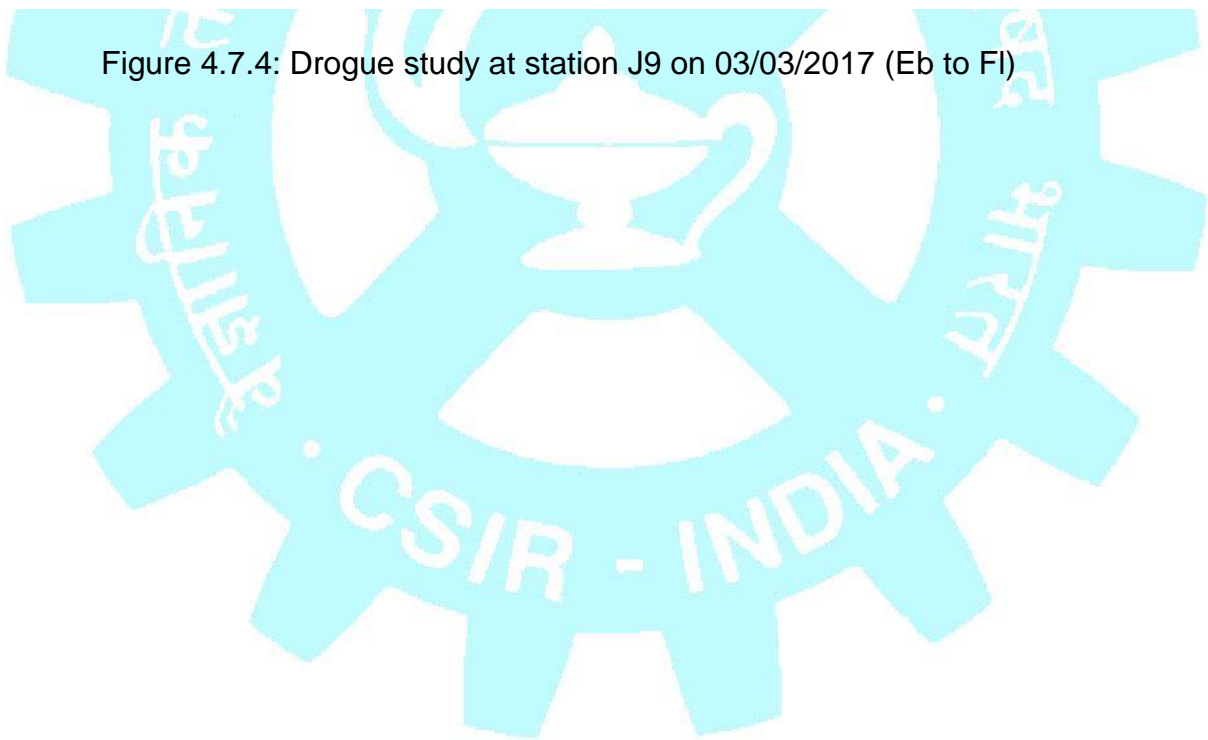 Figure 4.7.4: Drogue study at station J9 on 03/03/2017 (Eb to Fl)
वैज्ञानिक
CSIR - INDIA